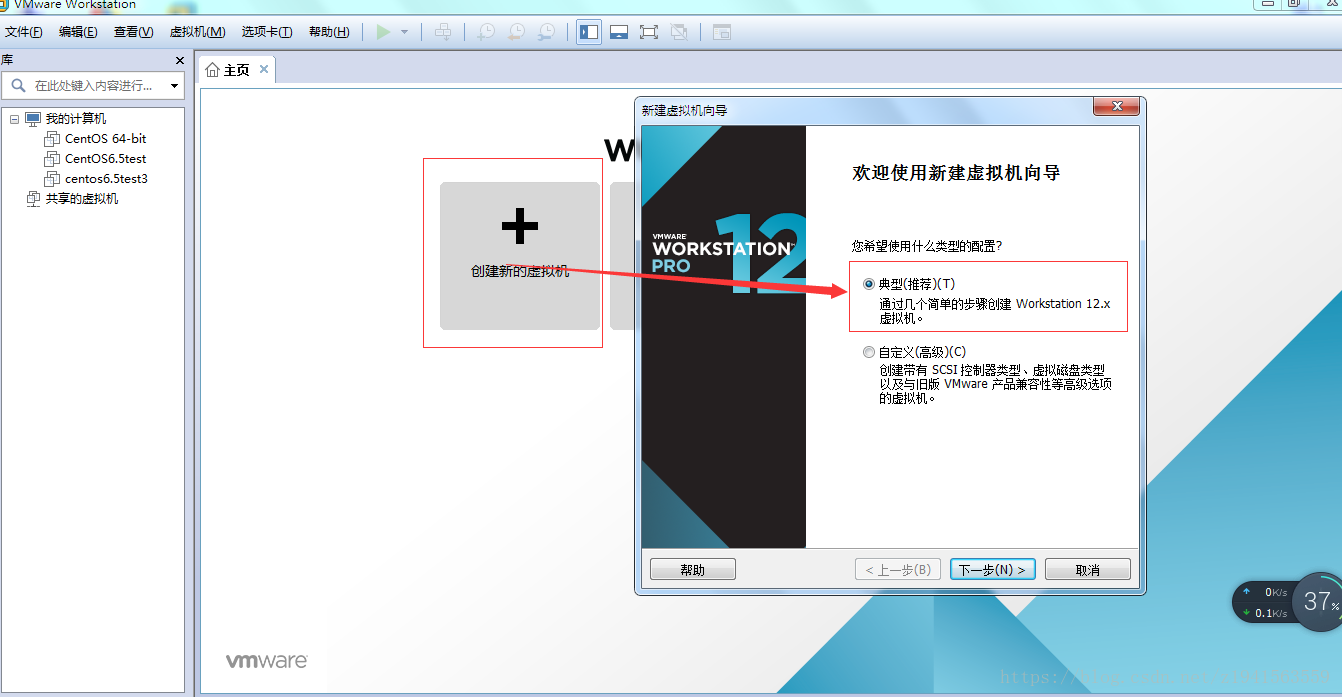 VMware Workstation
文件(F) 编辑(E) 查看(V) 虚拟机(M) 选项卡(T) 帮助(H)
库
主页
在此处键入内容进行...
我的计算机
CentOS 64-bit
CentOS6.5test
centos6.5test3
共享的虚拟机
W
创建新的虚拟机
新建虚拟机向导
VMWARE
WORKSTATION™
PRO
12
欢迎使用新建虚拟机向导
您希望使用什么类型的配置?
典型(推荐)(T)
通过几个简单的步骤创建 Workstation 12.x
虚拟机。
自定义(高级)(C)
创建带有 SCSI 控制器类型、虚拟磁盘类型
以及与旧版 VMware 产品兼容性等高级选项
的虚拟机。
帮助
< 上一步(B)
下一步(N) >
取消
0K/s
0.1K/s
37%
vmware